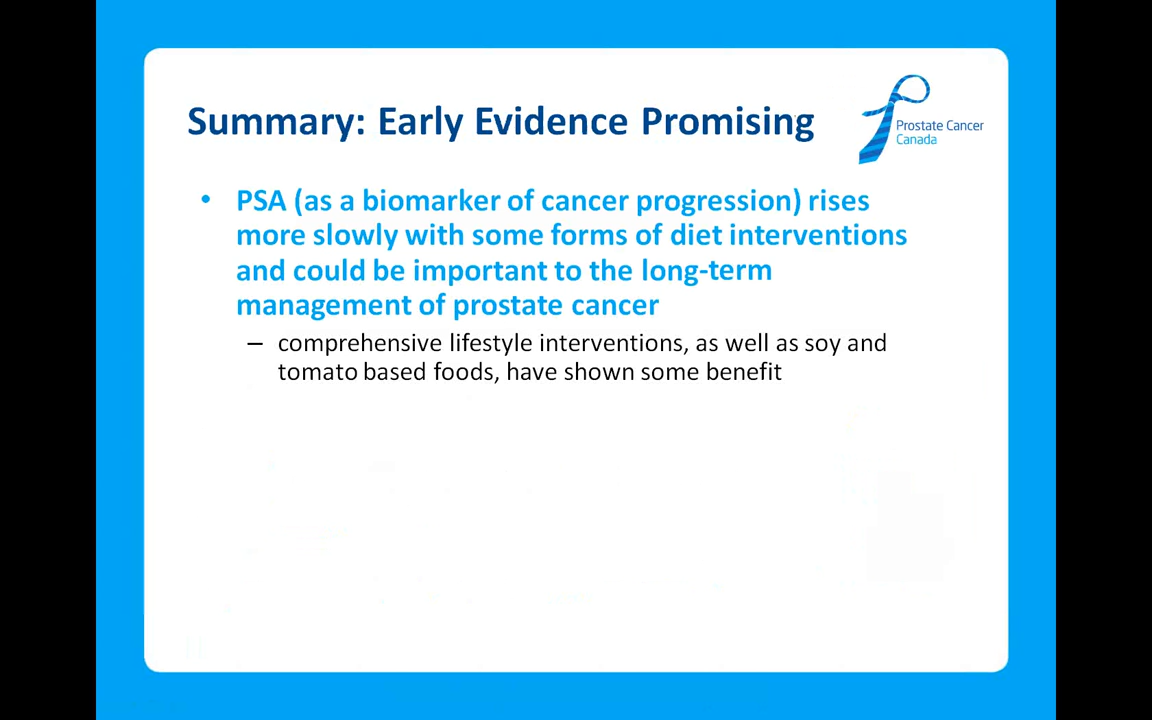 Summary: Early Evidence Promising
Prostate Cancer
Canada
• PSA (as a biomarker of cancer progression) rises
more slowly with some forms of diet interventions
and could be important to the long-term
management of prostate cancer
– comprehensive lifestyle interventions, as well as soy and
tomato based foods, have shown some benefit